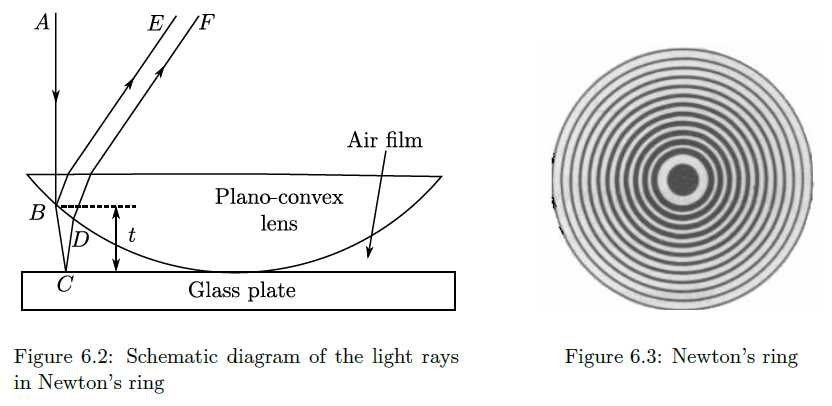 A
E
F
Air film
Plano-convex
lens
B
D
t
C
Glass plate
Figure 6.2: Schematic diagram of the light rays
in Newton's ring
Figure 6.3: Newton's ring